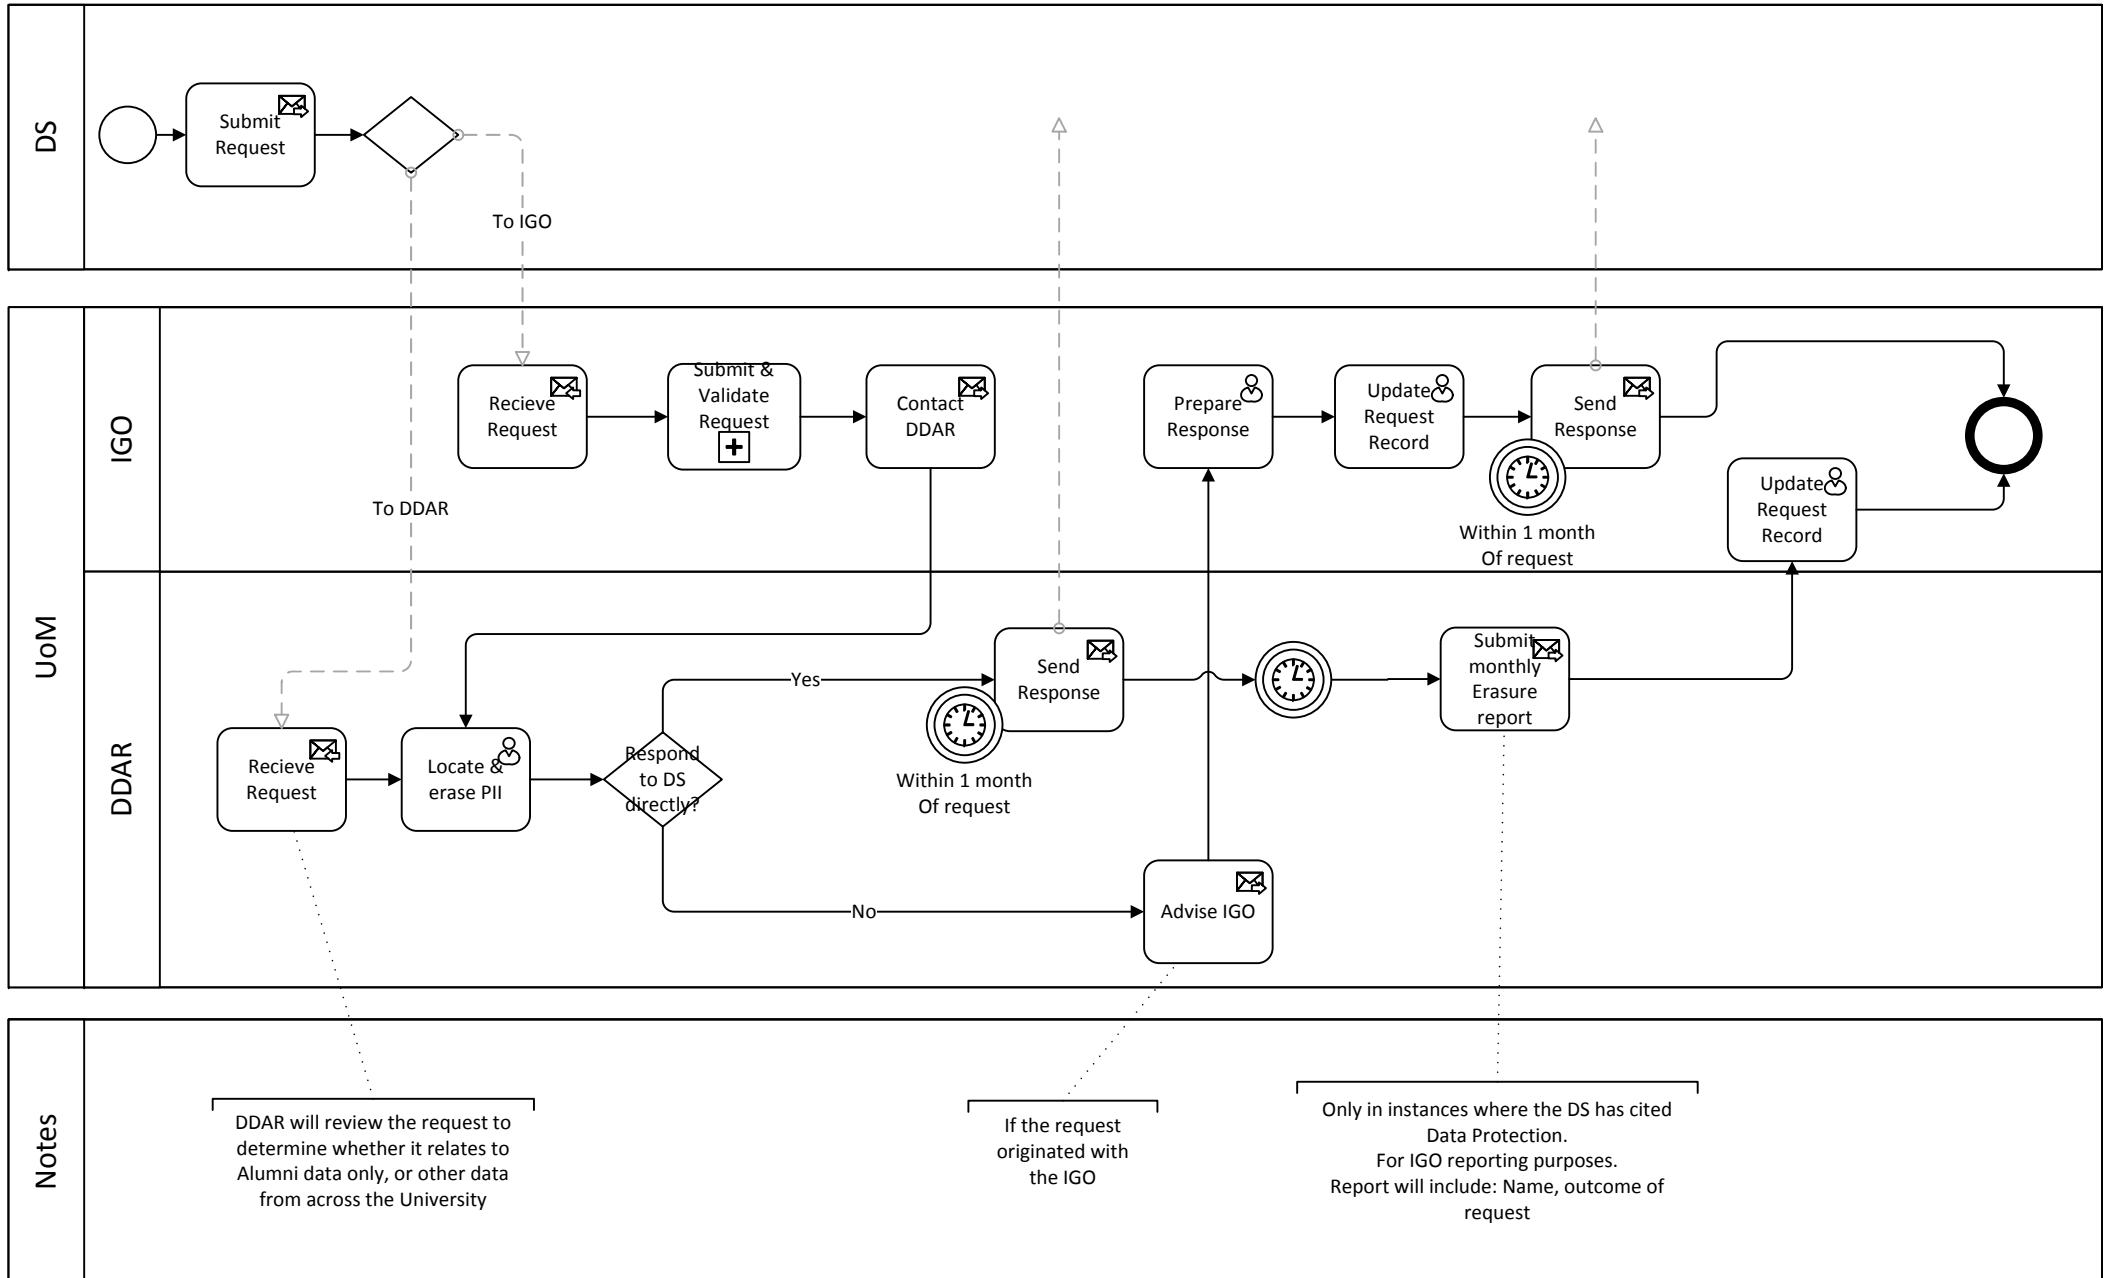 DS
Submit
Request
To IGO
UoM
IGO
Recieve
Request
Submit &
Validate
Request
Contact
DDAR
Prepare
Response
Update
Request
Record
Send
Response
Within 1 month
Of request
Update
Request
Record
To DDAR
DDAR
Recieve
Request
Locate &
erase PII
Respond
to DS
directly?
Yes
Send
Response
Within 1 month
Of request
Submit
monthly
Erasure
report
No
Advise IGO
Notes
DDAR will review the request to
determine whether it relates to
Alumni data only, or other data
from across the University
If the request
originated with
the IGO
Only in instances where the DS has cited
Data Protection.
For IGO reporting purposes.
Report will include: Name, outcome of
request